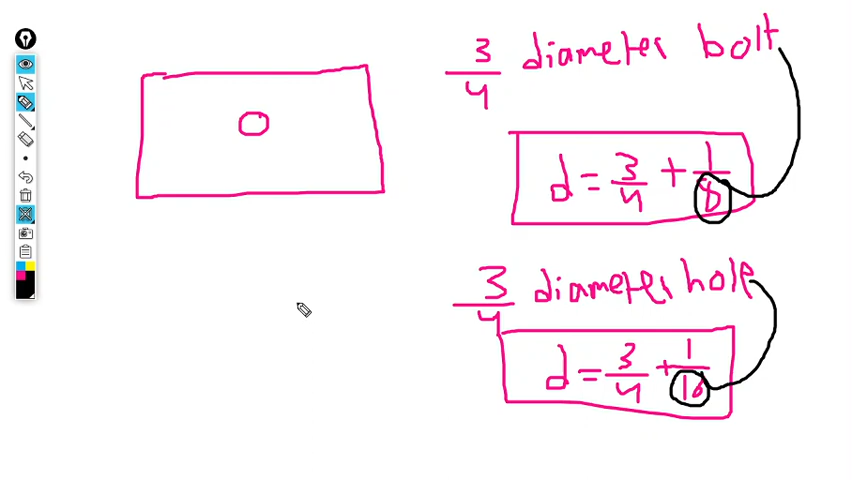 3/4 diameter bolt
d = 3/4 + 1/8
3/4 diameter hole
d = 3/4 + 1/16